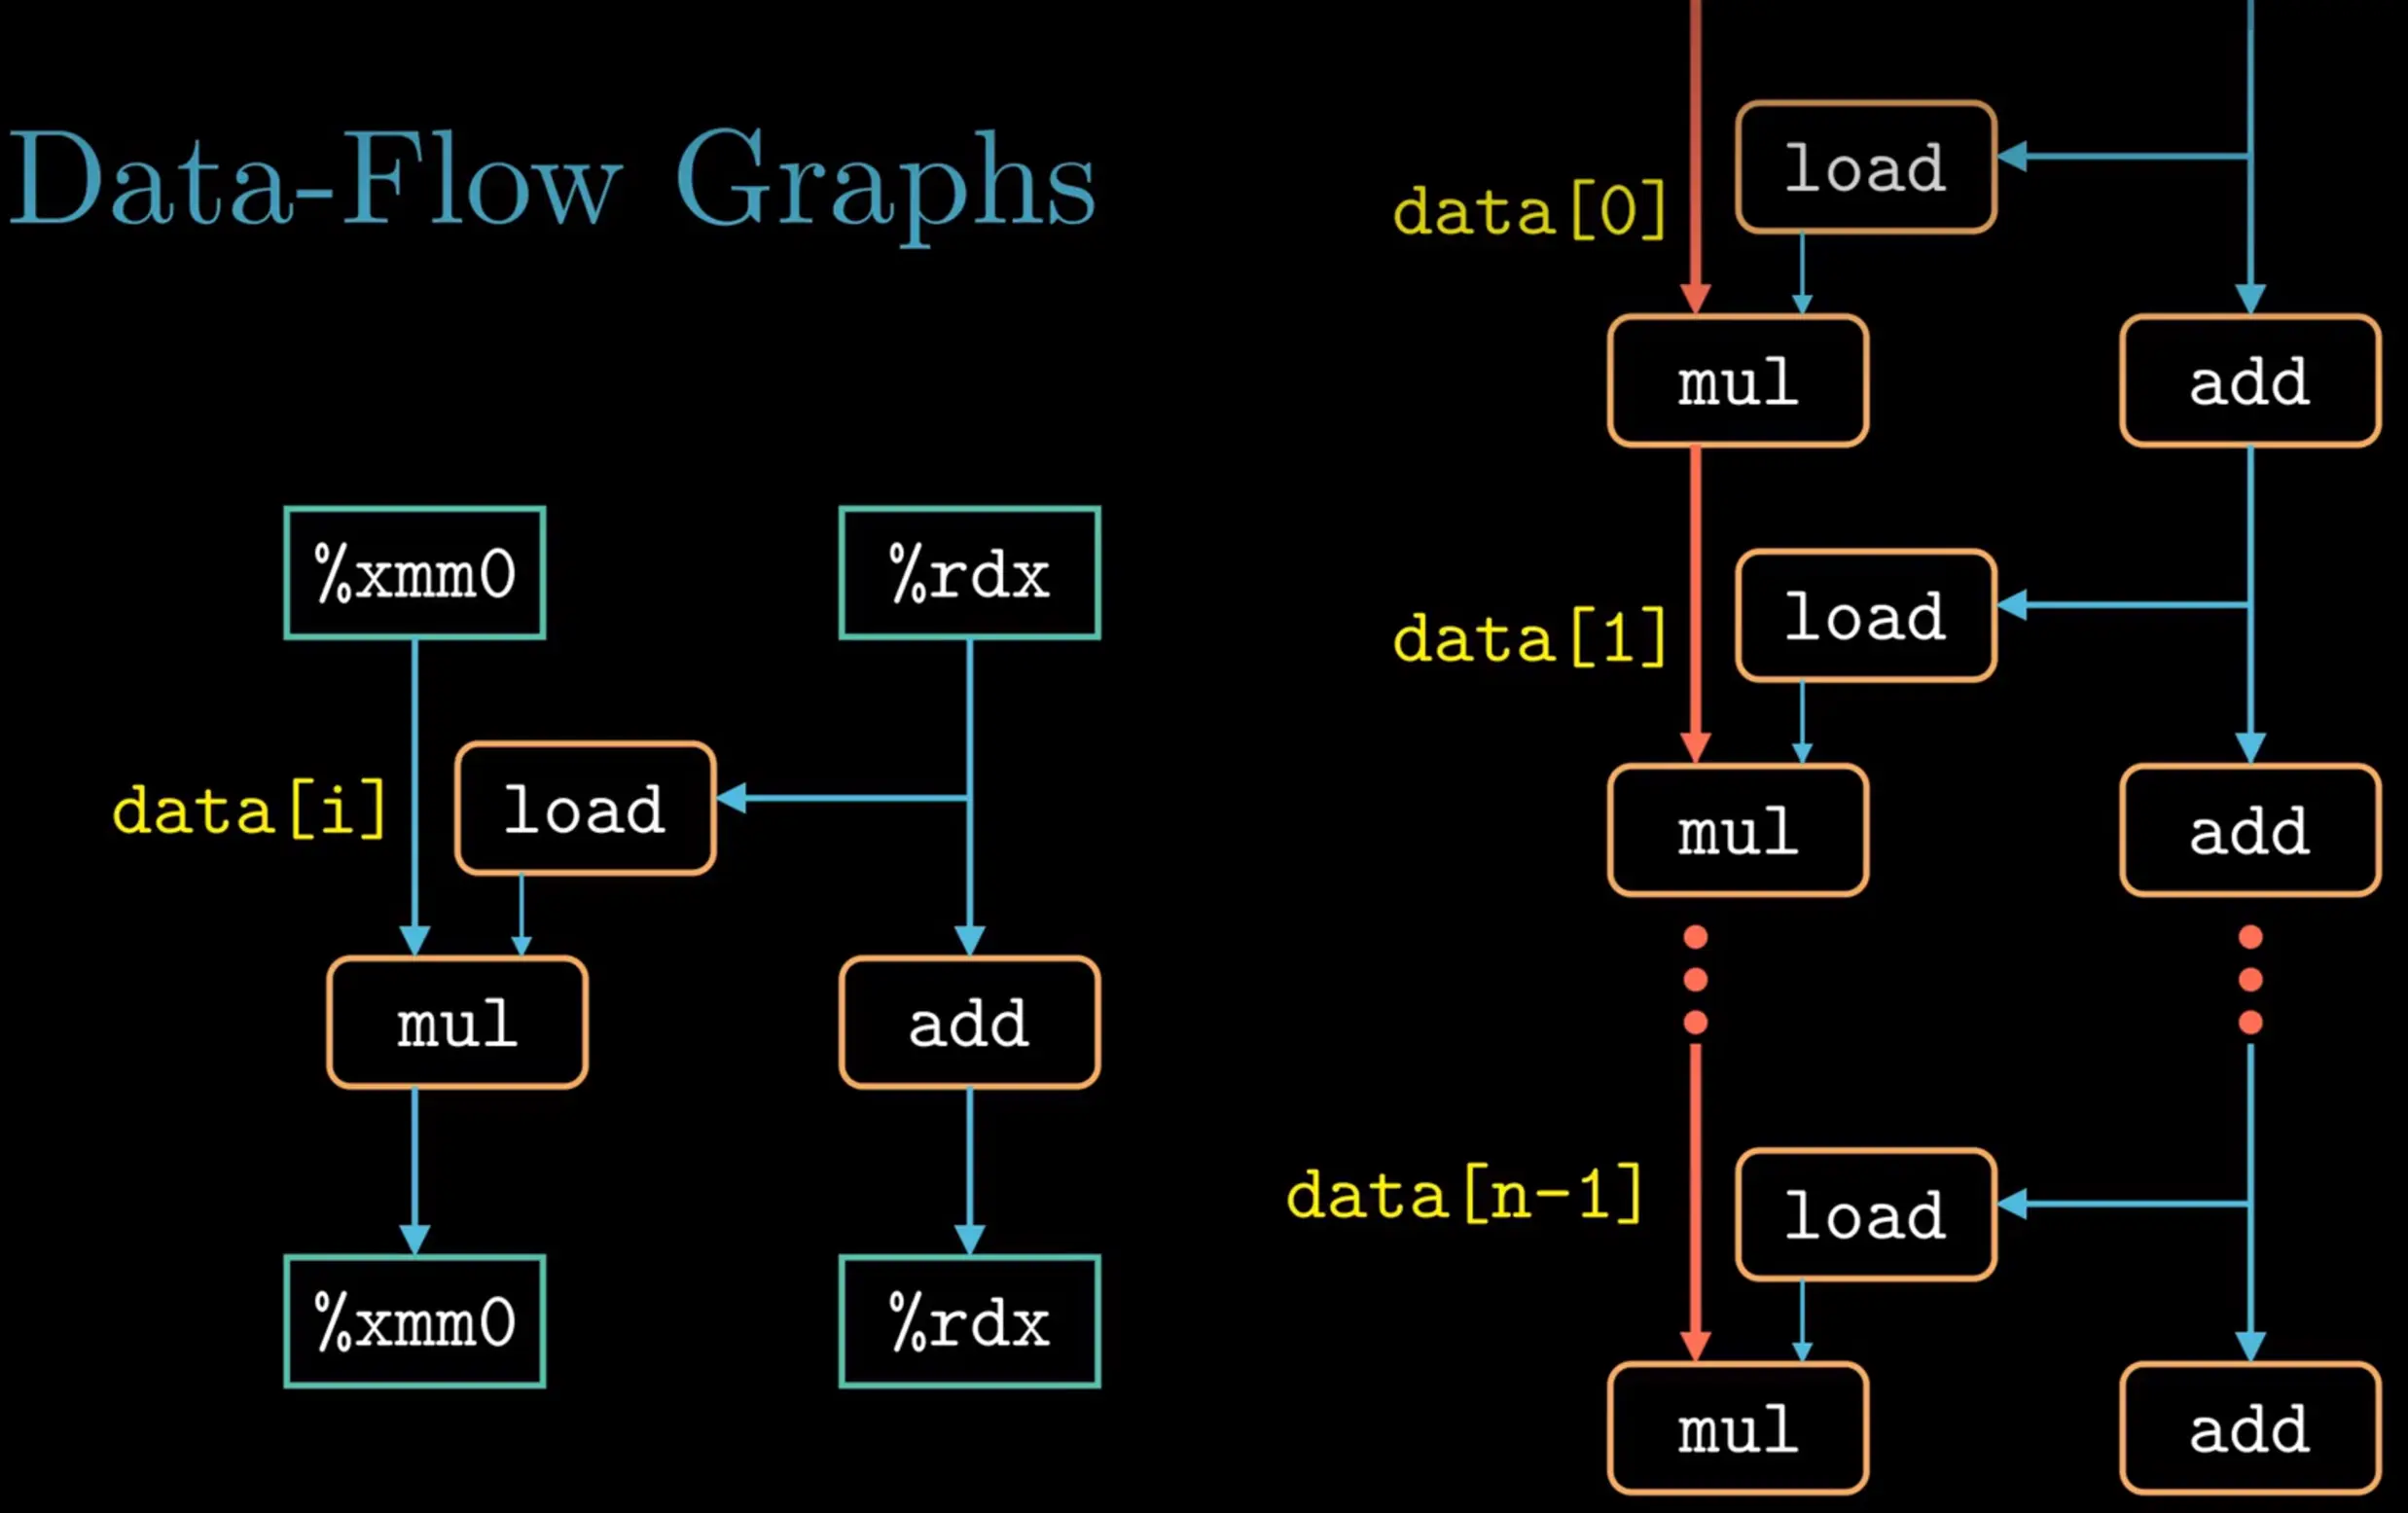 Data-Flow Graphs
%xmm0
%rdx
data[i]
load
mul
add
%xmm0
%rdx
data[0]
load
mul
add
data[1]
load
mul
add
data[n-1]
load
mul
add